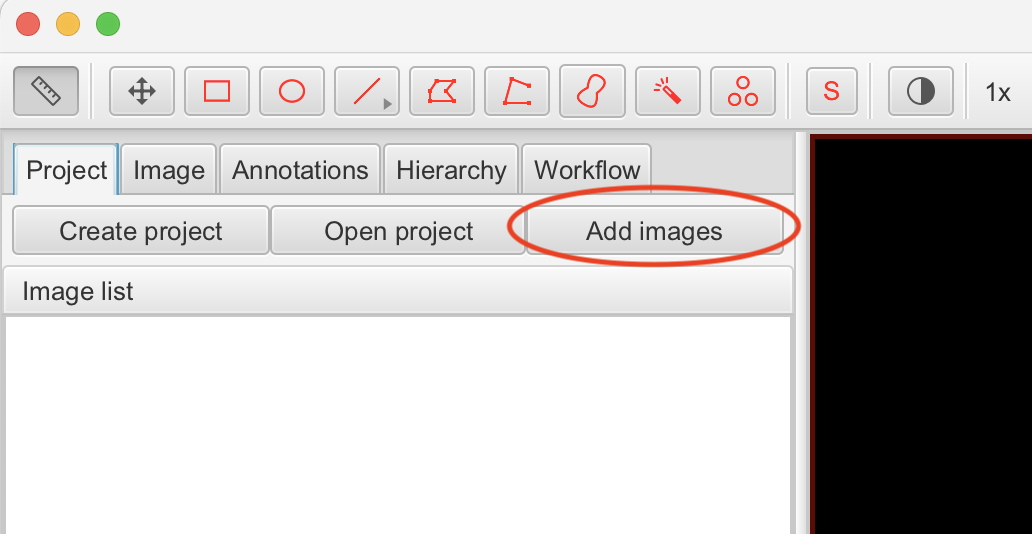 S 1x
Project Image Annotations Hierarchy Workflow
Create project Open project Add images
Image list